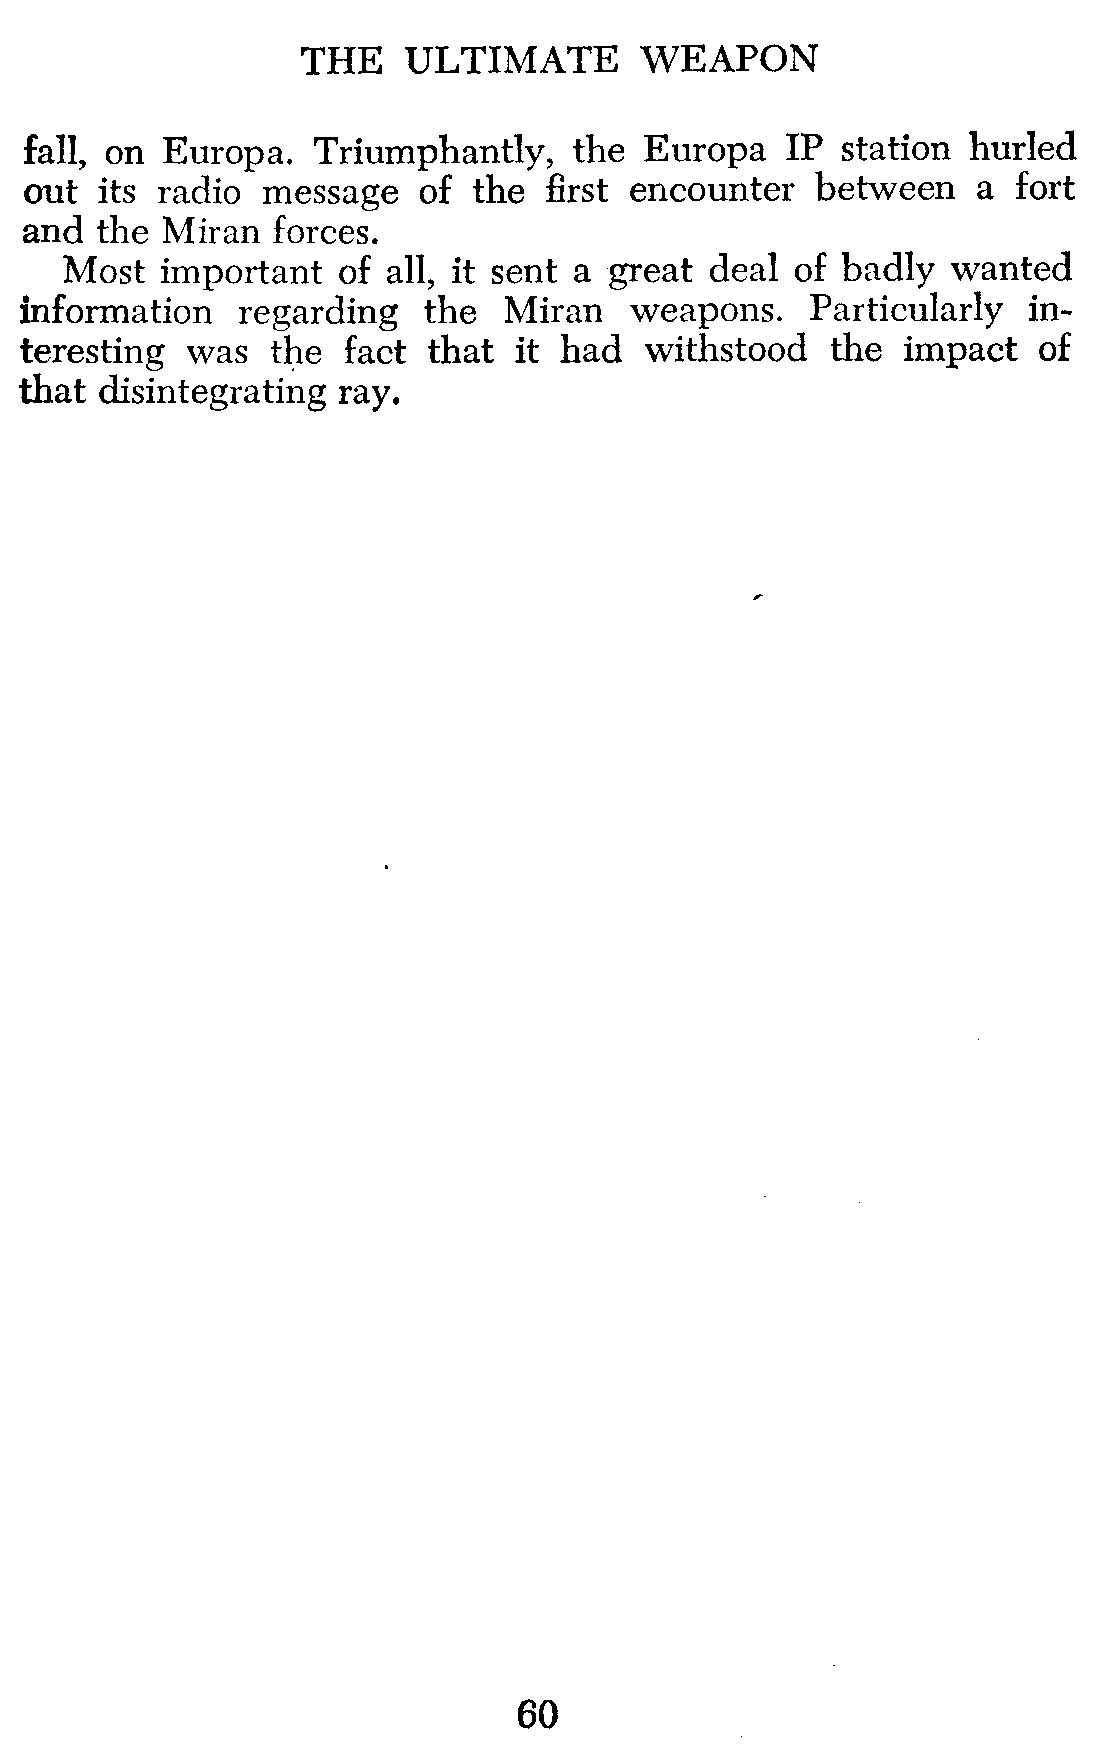 THE ULTIMATE WEAPON
fall, on Europa. Triumphantly, the Europa IP station hurled
out its radio message of the first encounter between a fort
and the Miran forces.
Most important of all, it sent a great deal of badly wanted
information regarding the Miran weapons. Particularly in-
teresting was the fact that it had withstood the impact of
that disintegrating ray.
60